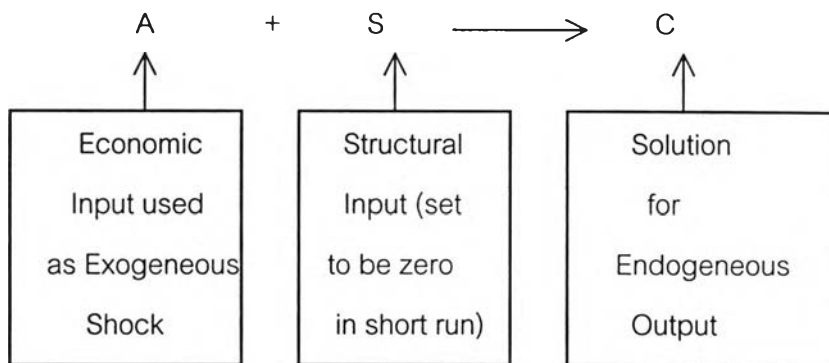 A + S C
Economic
Input used
as Exogeneous
Shock
Structural
Input (set
to be zero
in short run)
Solution
for
Endogeneous
Output